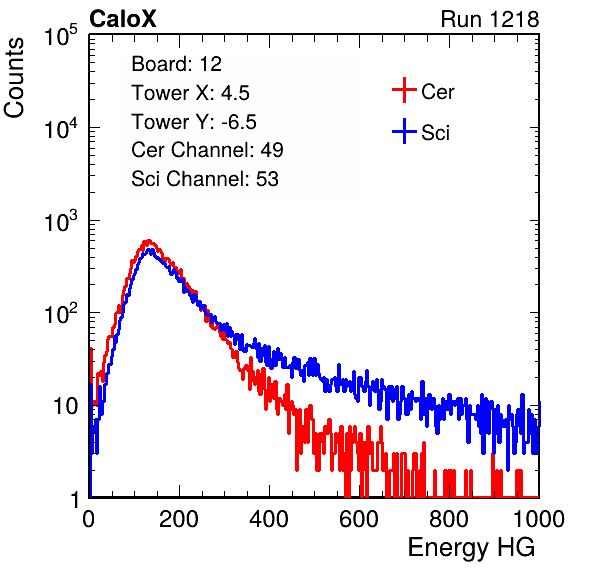 CaloX Run 1218
Board: 12
Tower X: 4.5
Tower Y: -6.5
Cer Channel: 49
Sci Channel: 53
Cer
Sci
Counts
10^5
10^4
10^3
10^2
10
1
0 200 400 600 800 1000
Energy HG